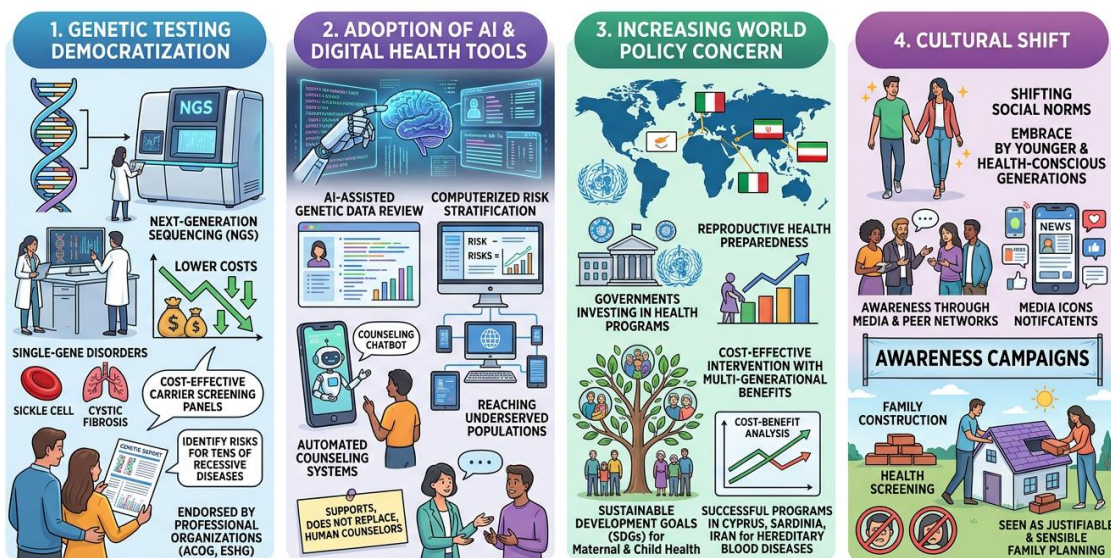 1. GENETIC TESTING
DEMOCRATIZATION
NGS
NEXT-GENERATION
SEQUENCING (NGS)
LOWER COSTS
$ $
SINGLE-GENE DISORDERS
SICKLE CELL
CYSTIC
FIBROSIS
COST-EFFECTIVE
CARRIER SCREENING
PANELS
GENETIC REPORT
IDENTIFY RISKS
FOR TENS OF
RECESSIVE
DISEASES
ENDORSED BY
PROFESSIONAL
ORGANIZATIONS
(ACOG, ESHG)
2. ADOPTION OF AI &
DIGITAL HEALTH TOOLS
AI-ASSISTED
GENETIC DATA REVIEW
COMPUTERIZED RISK
STRATIFICATION
RISK –
RISKS =
COUNSELING
CHATBOT
AUTOMATED
COUNSELING
SYSTEMS
REACHING
UNDERSERVED
POPULATIONS
SUPPORTS,
DOES NOT REPLACE,
HUMAN COUNSELORS
3. INCREASING WORLD
POLICY CONCERN
REPRODUCTIVE HEALTH
PREPAREDNESS
GOVERNMENTS
INVESTING IN HEALTH
PROGRAMS
COST-EFFECTIVE
INTERVENTION WITH
MULTI-GENERATIONAL
BENEFITS
COST-BENEFIT
ANALYSIS
SUSTAINABLE
DEVELOPMENT GOALS
(SDGs) for
Maternal & Child Health
SUCCESSFUL PROGRAMS
IN CYPRUS, SARDINIA,
IRAN for HEREDITARY
BLOOD DISEASES
4. CULTURAL SHIFT
SHIFTING
SOCIAL NORMS
EMBRACE
BY YOUNGER &
HEALTH-CONSCIOUS
GENERATIONS
NEWS
AWARENESS THROUGH
MEDIA & PEER NETWORKS
MEDIA ICONS
NOTIFCATENTS
AWARENESS CAMPAIGNS
FAMILY
CONSTRUCTION
HEALTH
SCREENING
SEEN AS JUSTIFIABLE
& SENSIBLE
FAMILY PLANNING